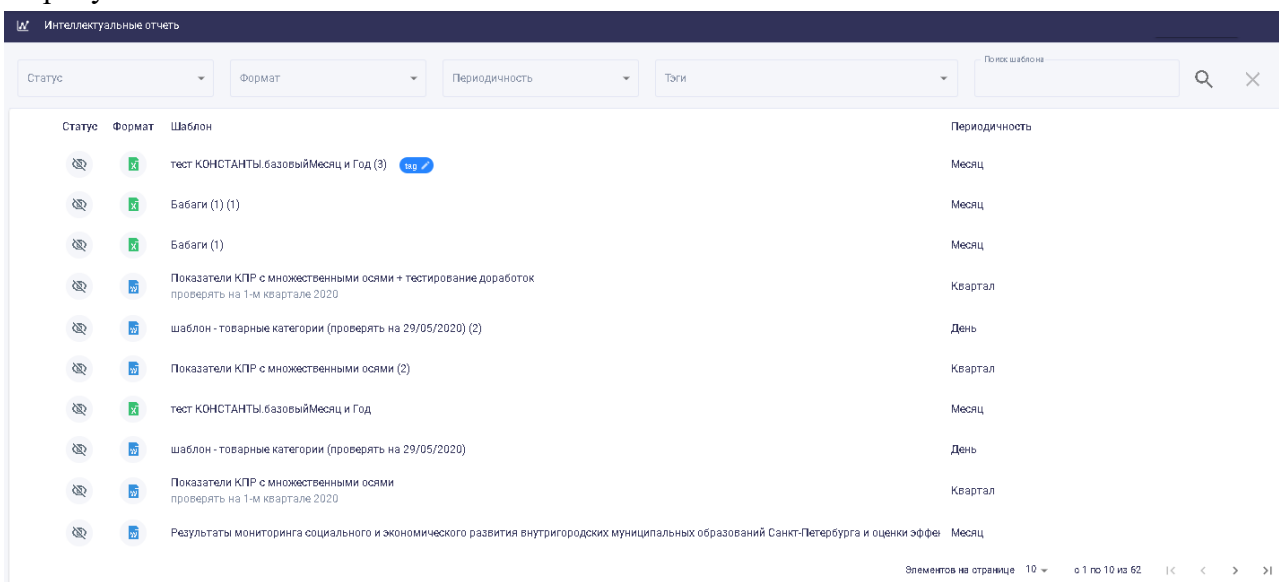 Интеллектуальные отчеть
Статус Формат Периодичность Тэги Поиск шаблона
Статус Формат Шаблон Периодичность
тест КОНСТАНТЫ.базовыйМесяц и Год (3) tag Месяц
Бабаги (1) (1) Месяц
Бабаги (1) Месяц
Показатели КПР с множественными осями + тестирование доработок
проверять на 1-м квартале 2020 Квартал
шаблон - товарные категории (проверять на 29/05/2020) (2) День
Показатели КПР с множественными осями (2) Квартал
тест КОНСТАНТЫ.базовыйМесяц и Год Месяц
шаблон - товарные категории (проверять на 29/05/2020) День
Показатели КПР с множественными осями
проверять на 1-м квартале 2020 Квартал
Результаты мониторинга социального и экономического развития внутригородских муниципальных образований Санкт-Петербурга и оценки эффек Месяц
Элементов на странице 10 с 1 по 10 из 62